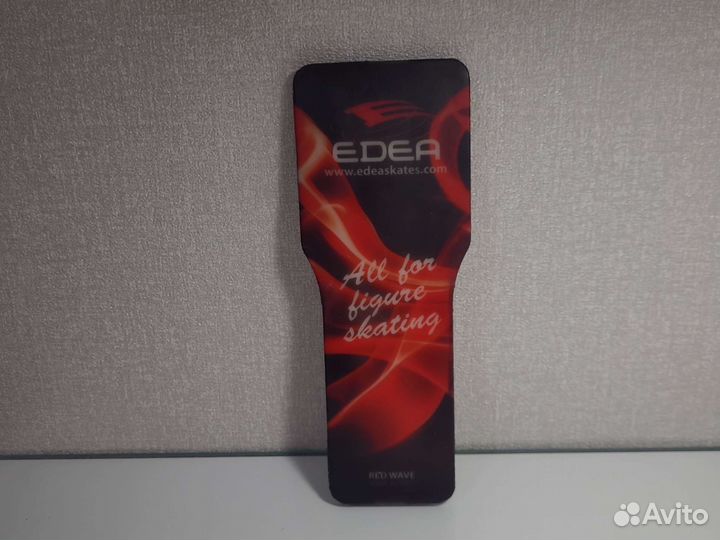 EDEA
www.edeaskates.com
All for
figure
skating
RED WAVE
Avito